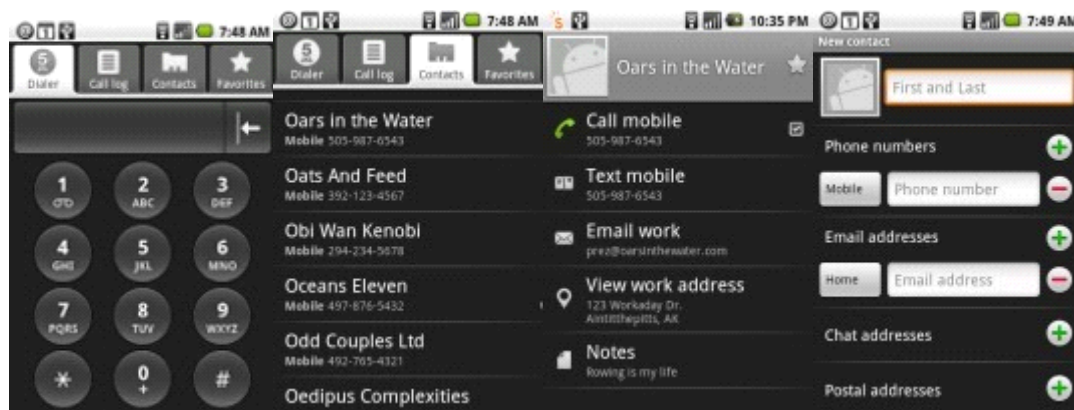 7:48 AM
5
Dialer
Call log
Contacts
Favorites
1
2
ABC
3
DEF
4
GHI
5
JKL
6
MNO
7
PQRS
8
TUV
9
WXYZ
*
0
+
#
7:48 AM
5
Dialer
Call log
Contacts
Favorites
Oars in the Water
Mobile 505-987-6543
Oats And Feed
Mobile 392-123-4567
Obi Wan Kenobi
Mobile 294-234-5678
Oceans Eleven
Mobile 497-876-5432
Odd Couples Ltd
Mobile 492-765-4321
Oedipus Complexities
10:35 PM
Oars in the Water
Call mobile
505-987-6543
Text mobile
505-987-6543
Email work
prez@oarsinthewater.com
View work address
123 Workaday Dr.
Aintitthepitts, AK
Notes
Rowing is my life
7:49 AM
New contact
First and Last
Phone numbers
Mobile
Phone number
Email addresses
Home
Email address
Chat addresses
Postal addresses